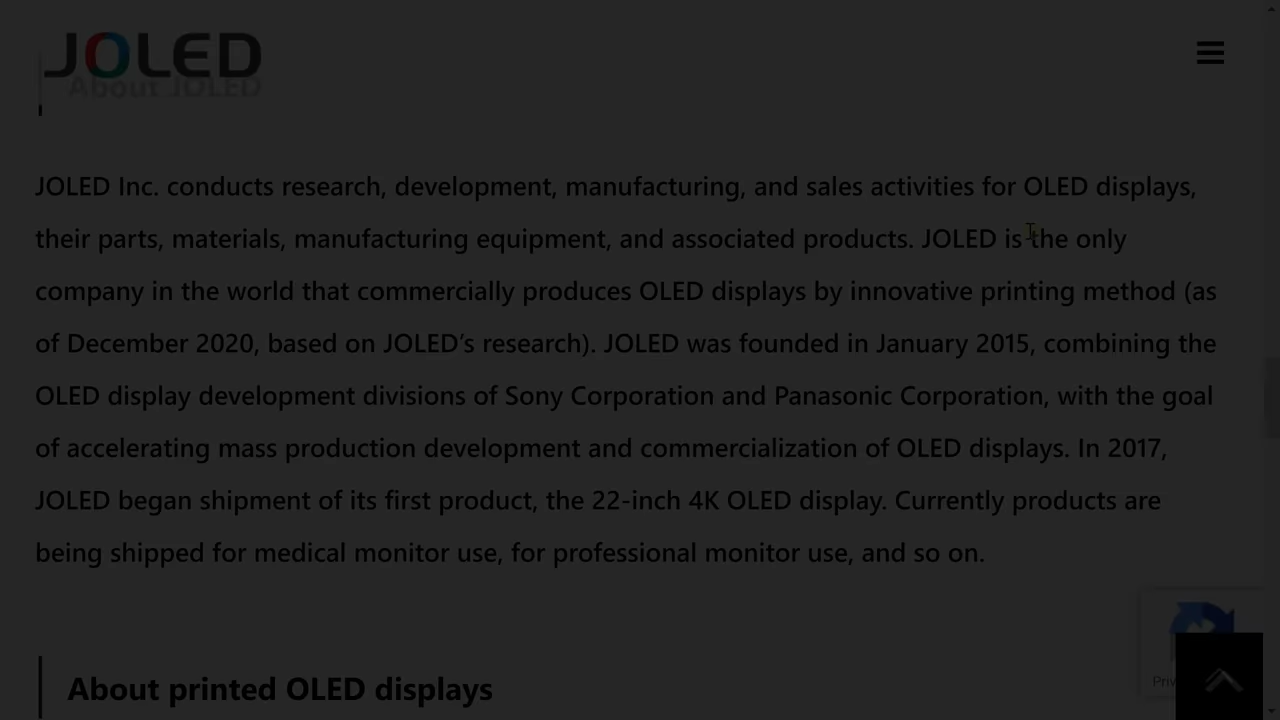 JOLED
About JOLED
JOLED Inc. conducts research, development, manufacturing, and sales activities for OLED displays,
their parts, materials, manufacturing equipment, and associated products. JOLED is the only
company in the world that commercially produces OLED displays by innovative printing method (as
of December 2020, based on JOLED’s research). JOLED was founded in January 2015, combining the
OLED display development divisions of Sony Corporation and Panasonic Corporation, with the goal
of accelerating mass production development and commercialization of OLED displays. In 2017,
JOLED began shipment of its first product, the 22-inch 4K OLED display. Currently products are
being shipped for medical monitor use, for professional monitor use, and so on.
About printed OLED displays